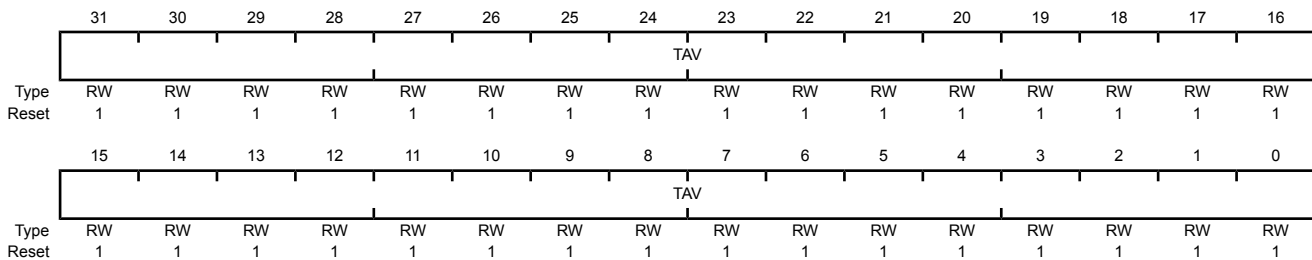 31 30 29 28 27 26 25 24 23 22 21 20 19 18 17 16
TAV
Type RW RW RW RW RW RW RW RW RW RW RW RW RW RW RW RW
Reset 1 1 1 1 1 1 1 1 1 1 1 1 1 1 1 1
15 14 13 12 11 10 9 8 7 6 5 4 3 2 1 0
TAV
Type RW RW RW RW RW RW RW RW RW RW RW RW RW RW RW RW
Reset 1 1 1 1 1 1 1 1 1 1 1 1 1 1 1 1